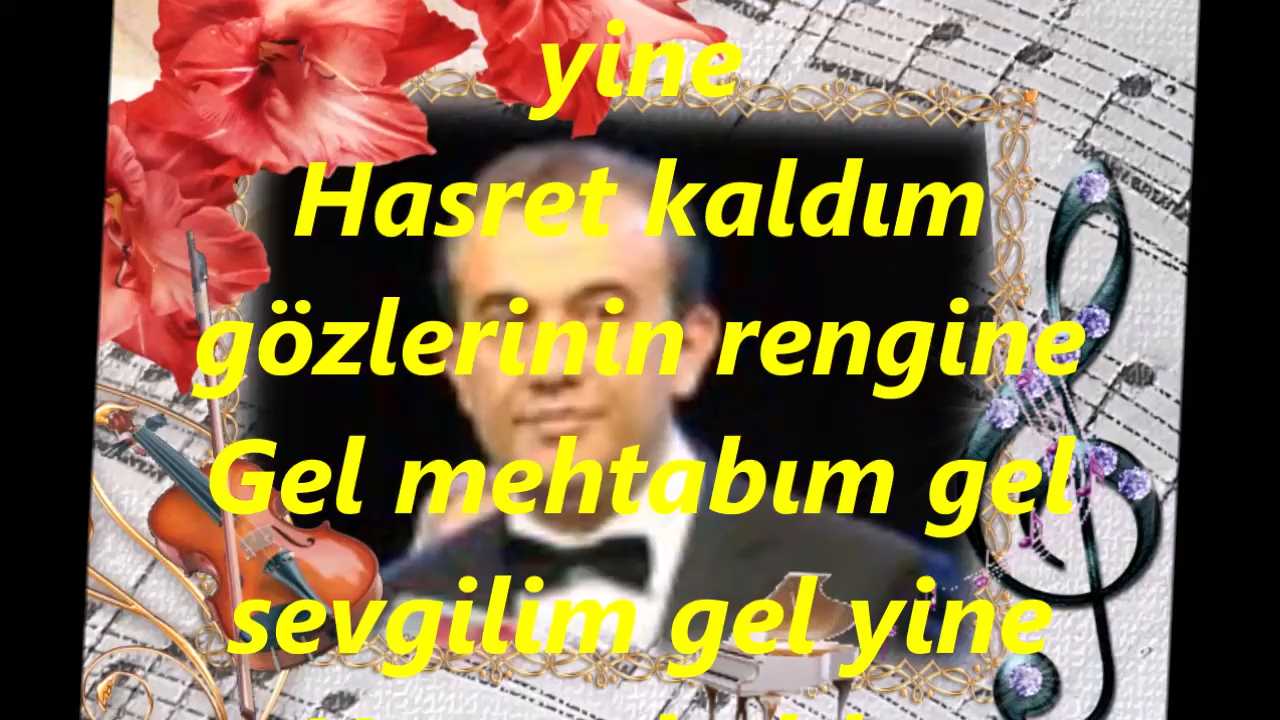 yine
Hasret kaldım
gözlerinin rengine
Gel mehtabım gel
sevgilim gel yine